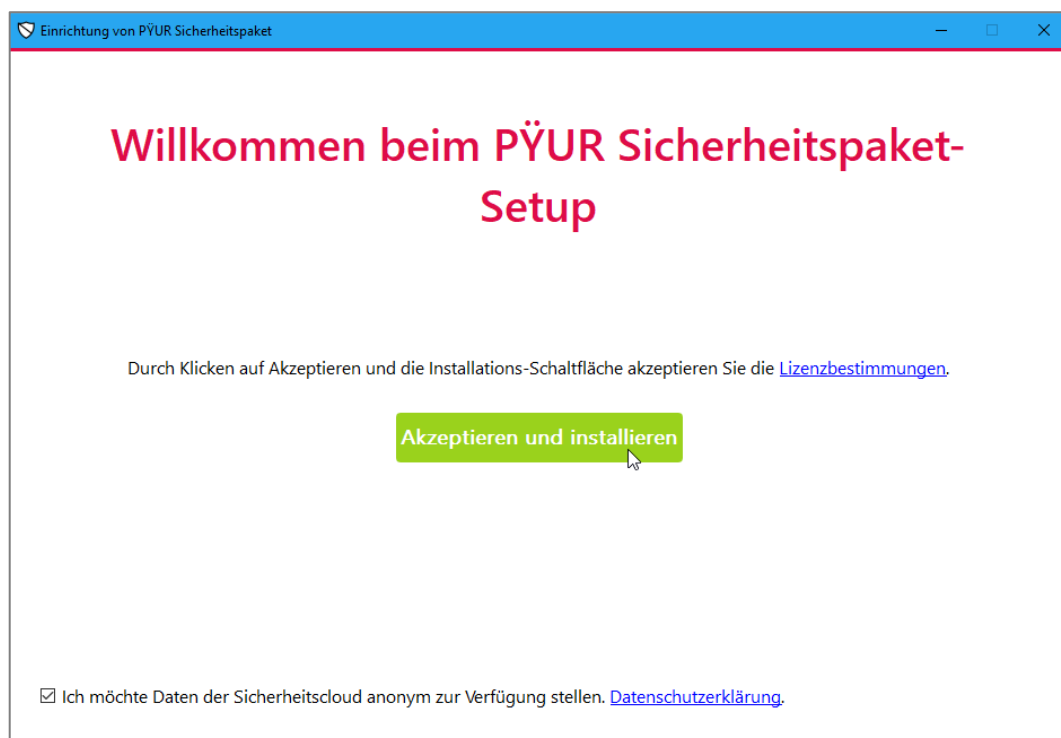 Einrichtung von PŸUR Sicherheitspaket
Willkommen beim PŸUR Sicherheitspaket-
Setup
Durch Klicken auf Akzeptieren und die Installations-Schaltfläche akzeptieren Sie die Lizenzbestimmungen.
Akzeptieren und installieren
Ich möchte Daten der Sicherheitscloud anonym zur Verfügung stellen. Datenschutzerklärung.